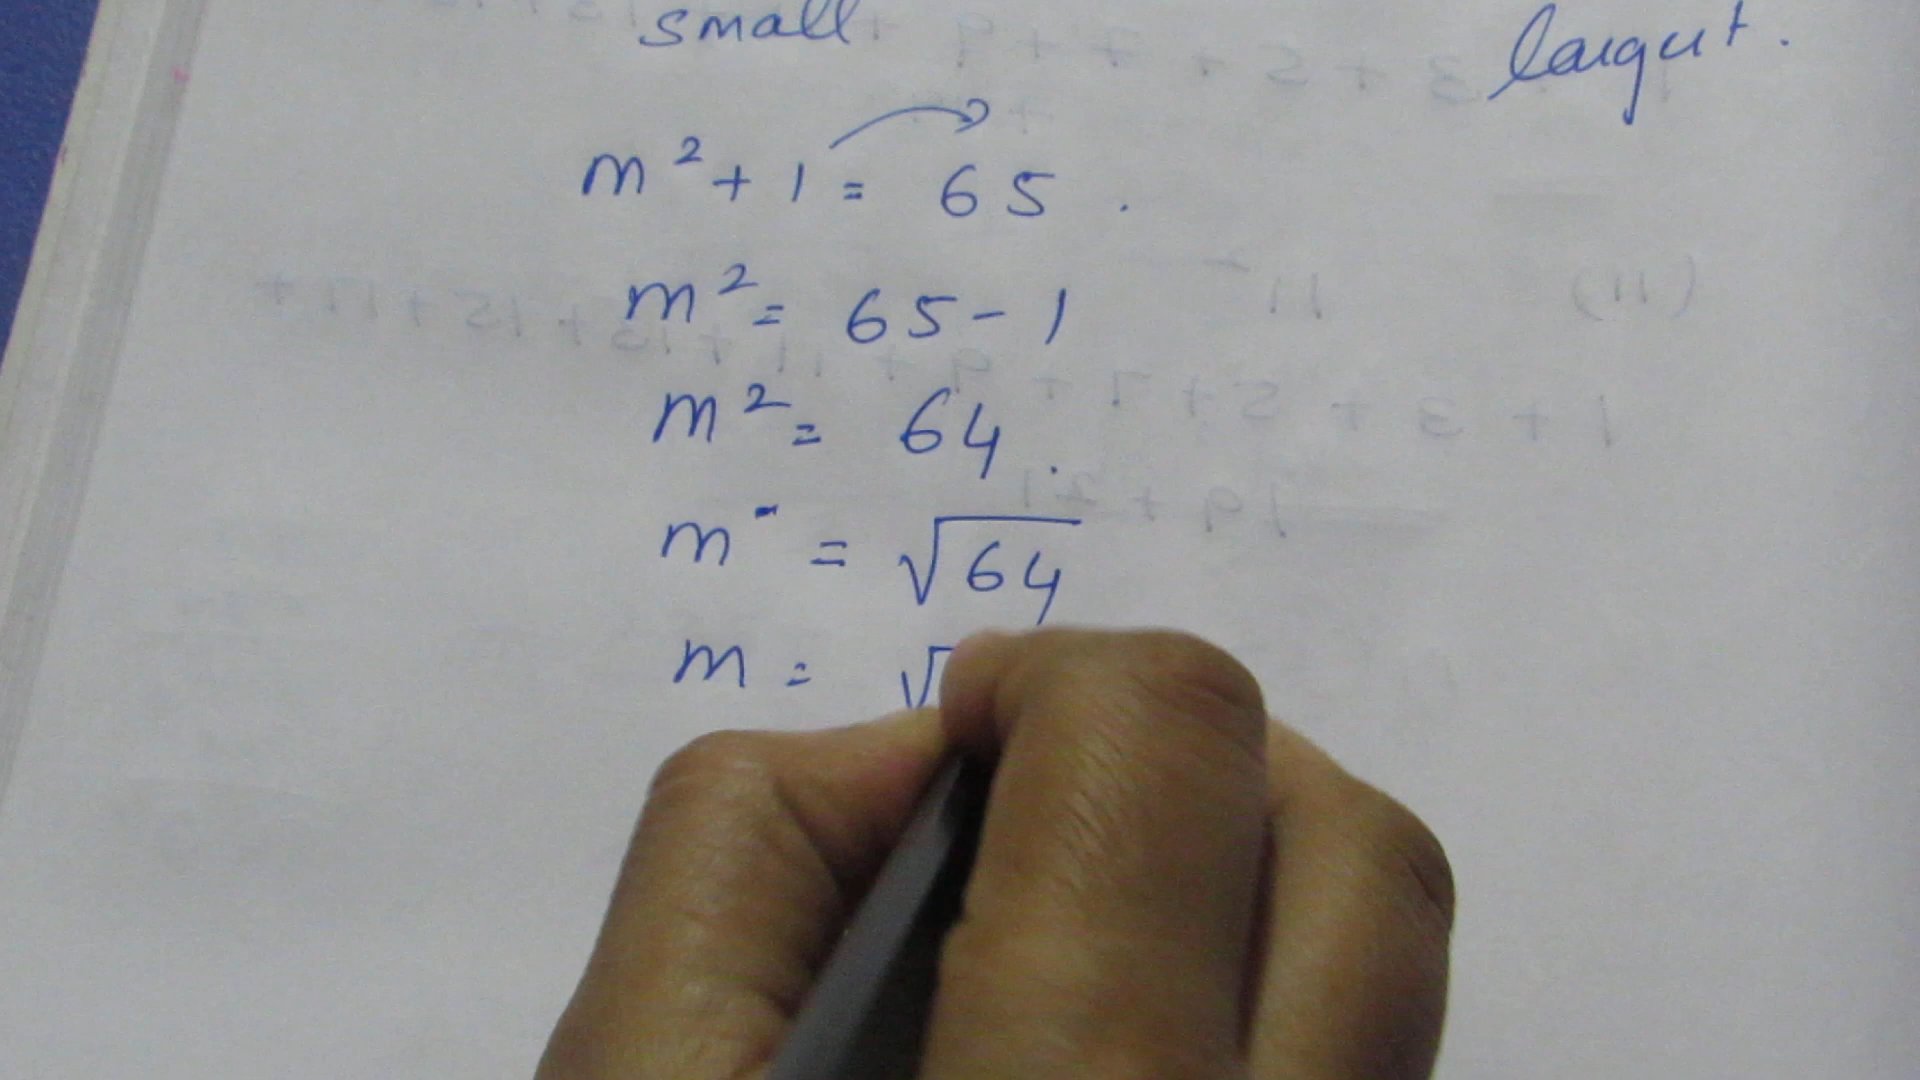 small largest.
m² + 1 = 65.
m² = 65 - 1
m² = 64.
m = √64
m = √